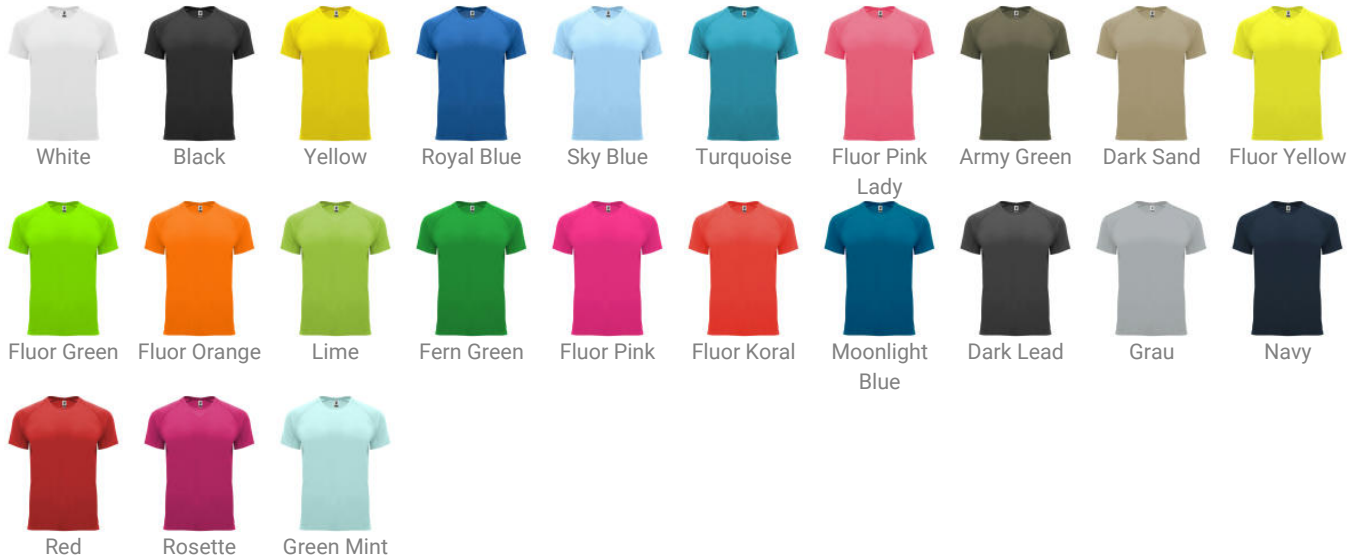 White
Black
Yellow
Royal Blue
Sky Blue
Turquoise
Fluor Pink
Lady
Army Green
Dark Sand
Fluor Yellow
Fluor Green
Fluor Orange
Lime
Fern Green
Fluor Pink
Fluor Koral
Moonlight
Blue
Dark Lead
Grau
Navy
Red
Rosette
Green Mint